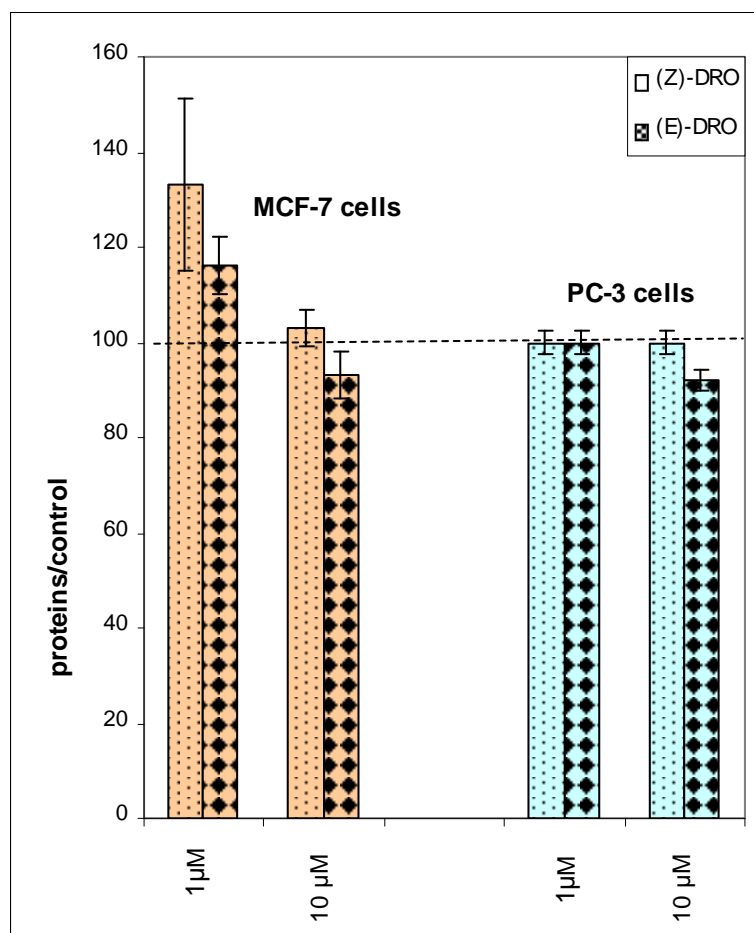 160
140
120
100
80
60
40
20
0
proteins/control
(Z)-DRO
(E)-DRO
MCF-7 cells
PC-3 cells
1µM
10 µM
1µM
10 µM